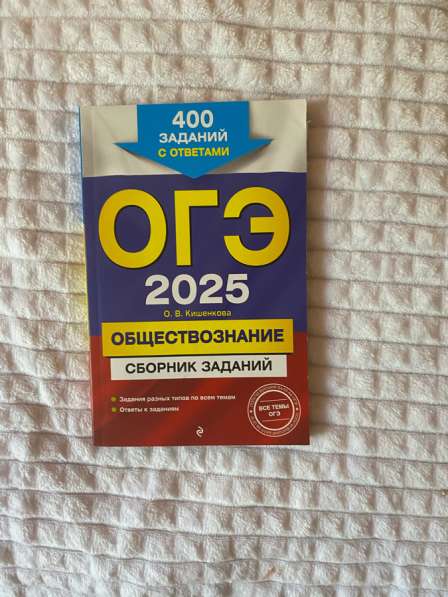 400
ЗАДАНИЙ
С ОТВЕТАМИ
ОГЭ
2025
О. В. Кишенкова
ОБЩЕСТВОЗНАНИЕ
СБОРНИК ЗАДАНИЙ
Задания разных типов по всем темам
Ответы к заданиям
ВСЕ ТЕМЫ
ОГЭ